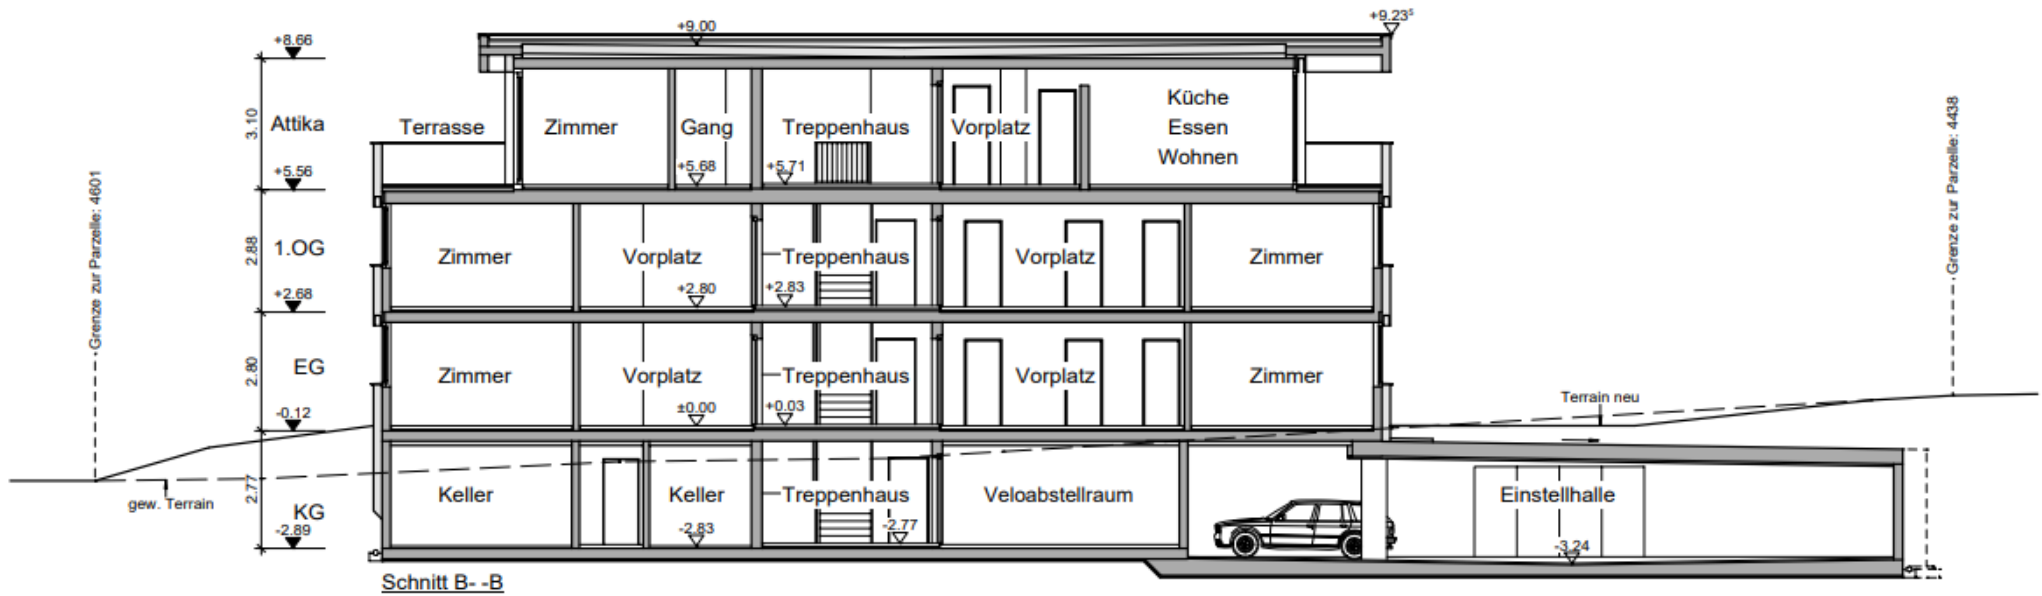 +9.00
+9.23⁵
+8.66
3.10
Attika
Terrasse
Zimmer
Gang
Treppenhaus
Vorplatz
Küche
Essen
Wohnen
+5.56
+5.68
+5.71
Grenze zur Parzelle: 4601
Grenze zur Parzelle: 4438
2.88
1.OG
Zimmer
Vorplatz
Treppenhaus
Vorplatz
Zimmer
+2.68
+2.80
+2.83
2.80
EG
Zimmer
Vorplatz
Treppenhaus
Vorplatz
Zimmer
-0.12
±0.00
+0.03
Terrain neu
2.77
gew. Terrain
KG
Keller
Keller
Treppenhaus
Veloabstellraum
Einstellhalle
-2.89
-2.83
-2.77
-3.24
Schnitt B- -B